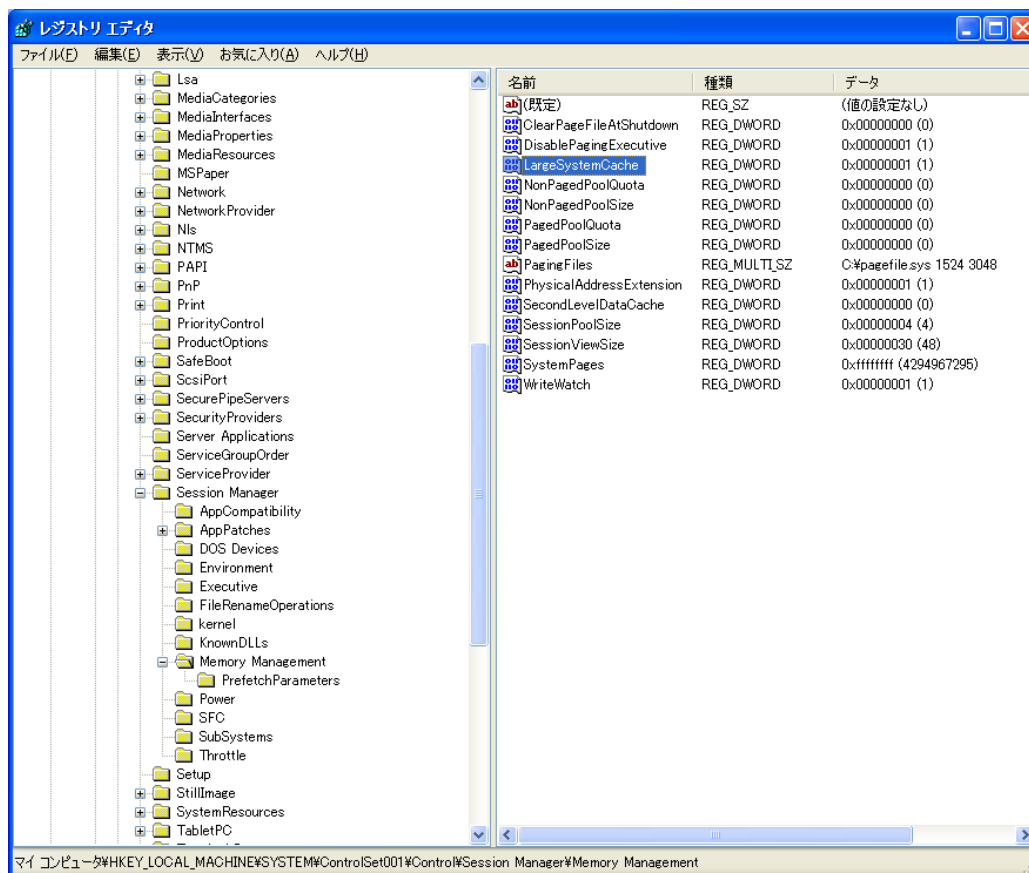 レジストリ エディタ
ファイル(F) 編集(E) 表示(V) お気に入り(A) ヘルプ(H)
Lsa
MediaCategories
MediaInterfaces
MediaProperties
MediaResources
MSPaper
Network
NetworkProvider
Nls
NTMS
PAPI
PnP
Print
PriorityControl
ProductOptions
SafeBoot
ScsiPort
SecurePipeServers
SecurityProviders
Server Applications
ServiceGroupOrder
ServiceProvider
Session Manager
AppCompatibility
AppPatches
DOS Devices
Environment
Executive
FileRenameOperations
kernel
KnownDLLs
Memory Management
PrefetchParameters
Power
SFC
SubSystems
Throttle
Setup
StillImage
SystemResources
TabletPC
名前 種類 データ
(既定) REG_SZ (値の設定なし)
ClearPageFileAtShutdown REG_DWORD 0x00000000 (0)
DisablePagingExecutive REG_DWORD 0x00000001 (1)
LargeSystemCache REG_DWORD 0x00000001 (1)
NonPagedPoolQuota REG_DWORD 0x00000000 (0)
NonPagedPoolSize REG_DWORD 0x00000000 (0)
PagedPoolQuota REG_DWORD 0x00000000 (0)
PagedPoolSize REG_DWORD 0x00000000 (0)
PagingFiles REG_MULTI_SZ C:¥pagefile.sys 1524 3048
PhysicalAddressExtension REG_DWORD 0x00000001 (1)
SecondLevelDataCache REG_DWORD 0x00000000 (0)
SessionPoolSize REG_DWORD 0x00000004 (4)
SessionViewSize REG_DWORD 0x00000030 (48)
SystemPages REG_DWORD 0xffffffff (4294967295)
WriteWatch REG_DWORD 0x00000001 (1)
マイ コンピュータ¥HKEY_LOCAL_MACHINE¥SYSTEM¥ControlSet001¥Control¥Session Manager¥Memory Management